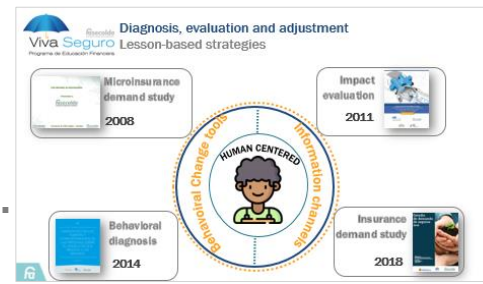 Fasecolda
Viva Seguro
Programa de Educación Financiera
Diagnosis, evaluation and adjustment
Lesson-based strategies
Microinsurance
demand study
2008
Impact
evaluation
2011
HUMAN CENTERED
Behavioral Change tools
Information channels
Behavioral
diagnosis
2014
Insurance
demand study
2018